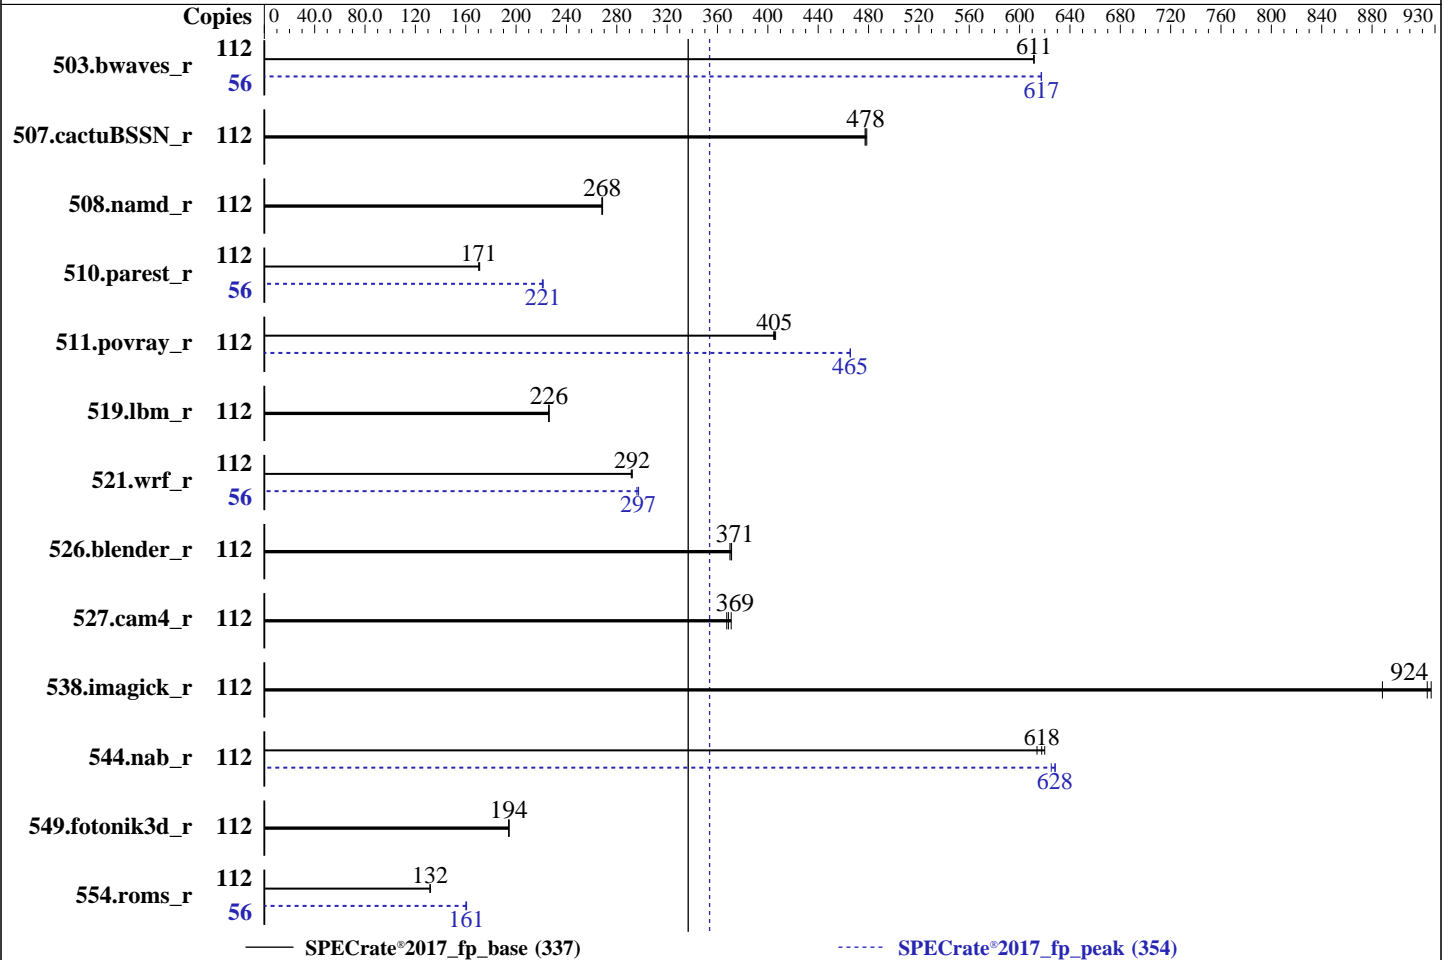 Copies 0 40.0 80.0 120 160 200 240 280 320 360 400 440 480 520 560 600 640 680 720 760 800 840 880 930
503.bwaves_r 112 611
56 617
507.cactuBSSN_r 112 478
508.namd_r 112 268
510.parest_r 112 171
56 221
511.povray_r 112 405
465
519.lbm_r 112 226
521.wrf_r 112 292
56 297
526.blender_r 112 371
527.cam4_r 112 369
538.imagick_r 112 924
544.nab_r 112 618
628
549.fotonik3d_r 112 194
554.roms_r 112 132
56 161
SPECrate®2017_fp_base (337) SPECrate®2017_fp_peak (354)